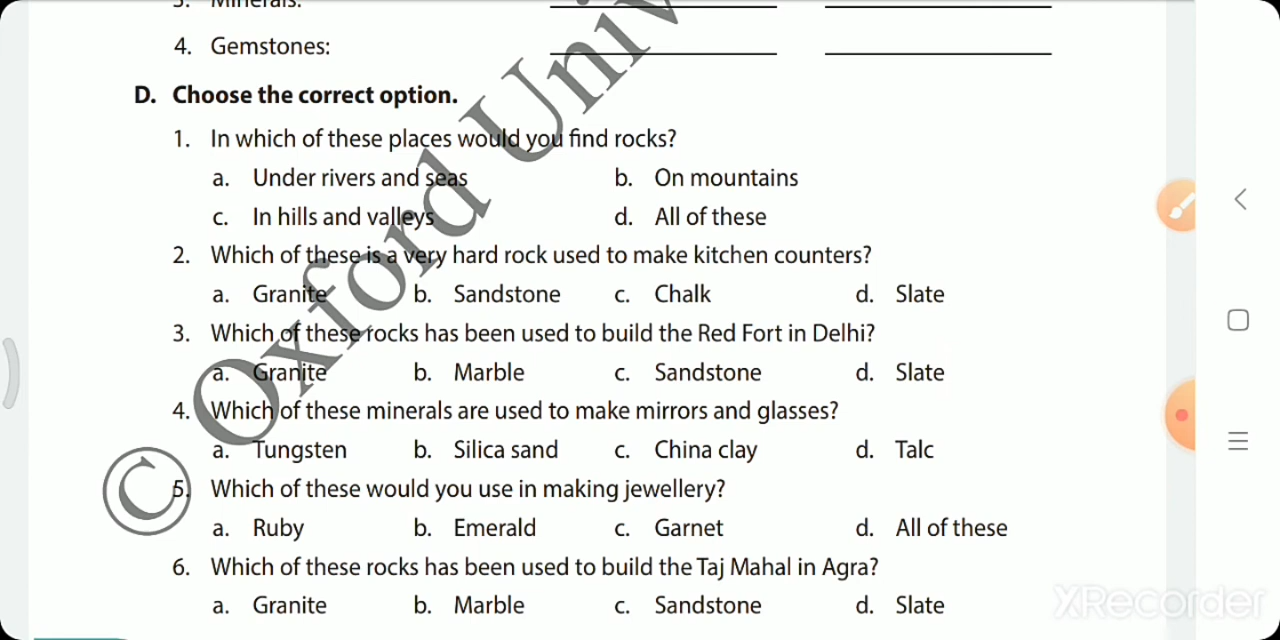 3. Minerals:
4. Gemstones:
D. Choose the correct option.
1. In which of these places would you find rocks?
a. Under rivers and seas b. On mountains
c. In hills and valleys d. All of these
2. Which of these is a very hard rock used to make kitchen counters?
a. Granite b. Sandstone c. Chalk d. Slate
3. Which of these rocks has been used to build the Red Fort in Delhi?
a. Granite b. Marble c. Sandstone d. Slate
4. Which of these minerals are used to make mirrors and glasses?
a. Tungsten b. Silica sand c. China clay d. Talc
5. Which of these would you use in making jewellery?
a. Ruby b. Emerald c. Garnet d. All of these
6. Which of these rocks has been used to build the Taj Mahal in Agra?
a. Granite b. Marble c. Sandstone d. Slate
© Oxford Univ
XRecorder